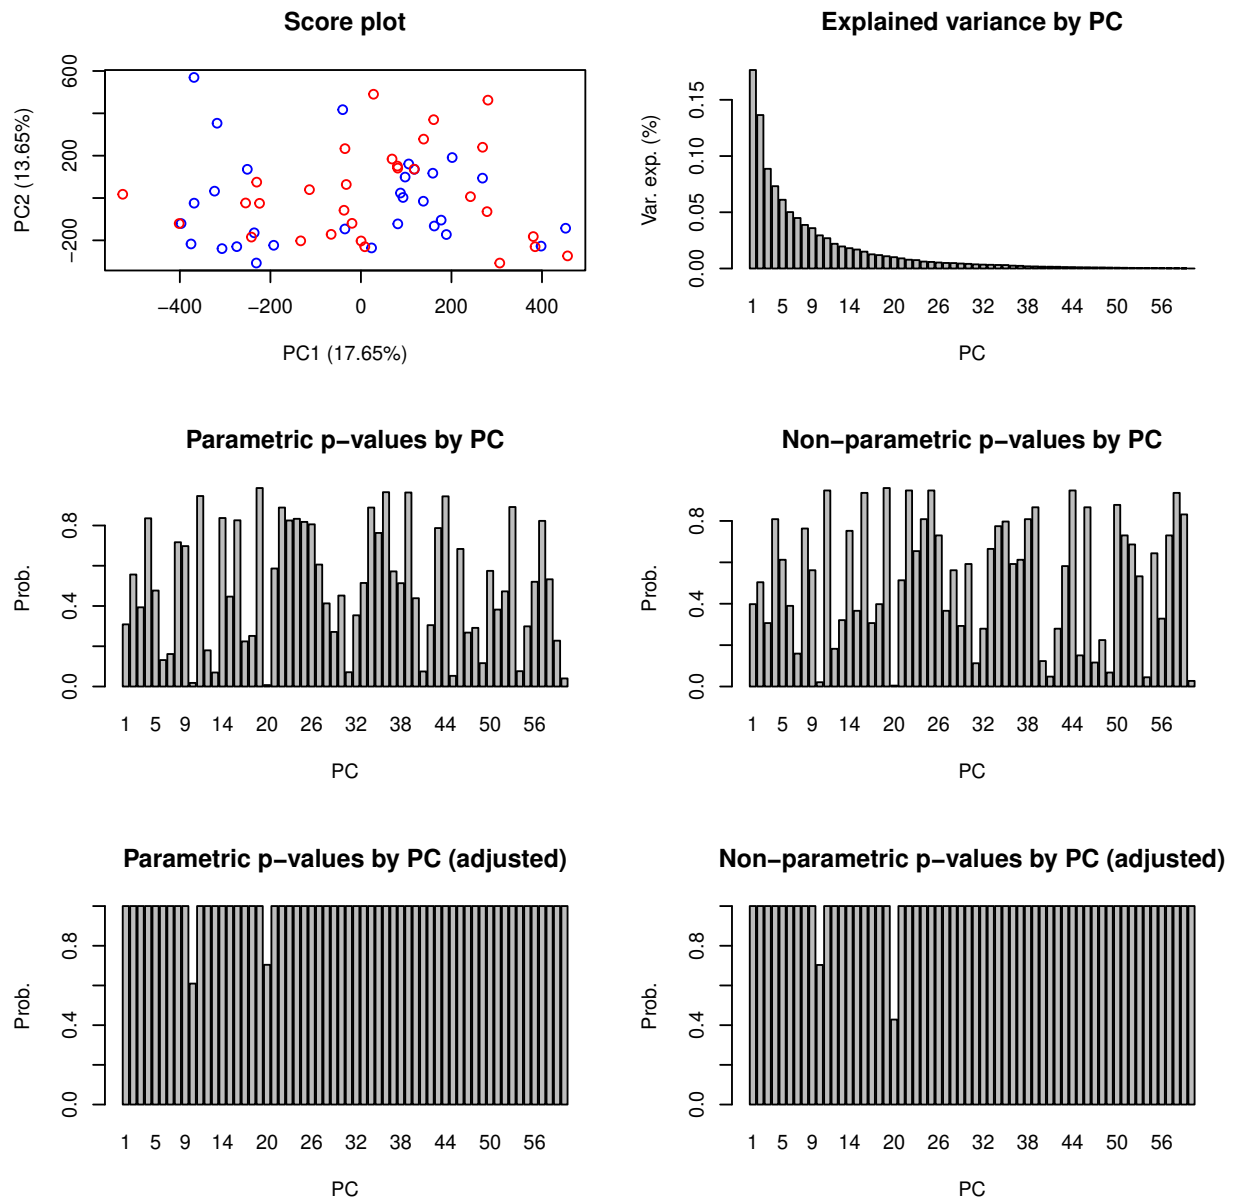 Score plot
600
200
−200
PC2 (13.65%)
−400 −200 0 200 400
PC1 (17.65%)
Explained variance by PC
0.15
0.10
0.05
0.00
Var. exp. (%)
1 5 9 14 20 26 32 38 44 50 56
PC
Parametric p−values by PC
0.8
0.4
0.0
Prob.
1 5 9 14 20 26 32 38 44 50 56
PC
Non−parametric p−values by PC
0.8
0.4
0.0
Prob.
1 5 9 14 20 26 32 38 44 50 56
PC
Parametric p−values by PC (adjusted)
0.8
0.4
0.0
Prob.
1 5 9 14 20 26 32 38 44 50 56
PC
Non−parametric p−values by PC (adjusted)
0.8
0.4
0.0
Prob.
1 5 9 14 20 26 32 38 44 50 56
PC